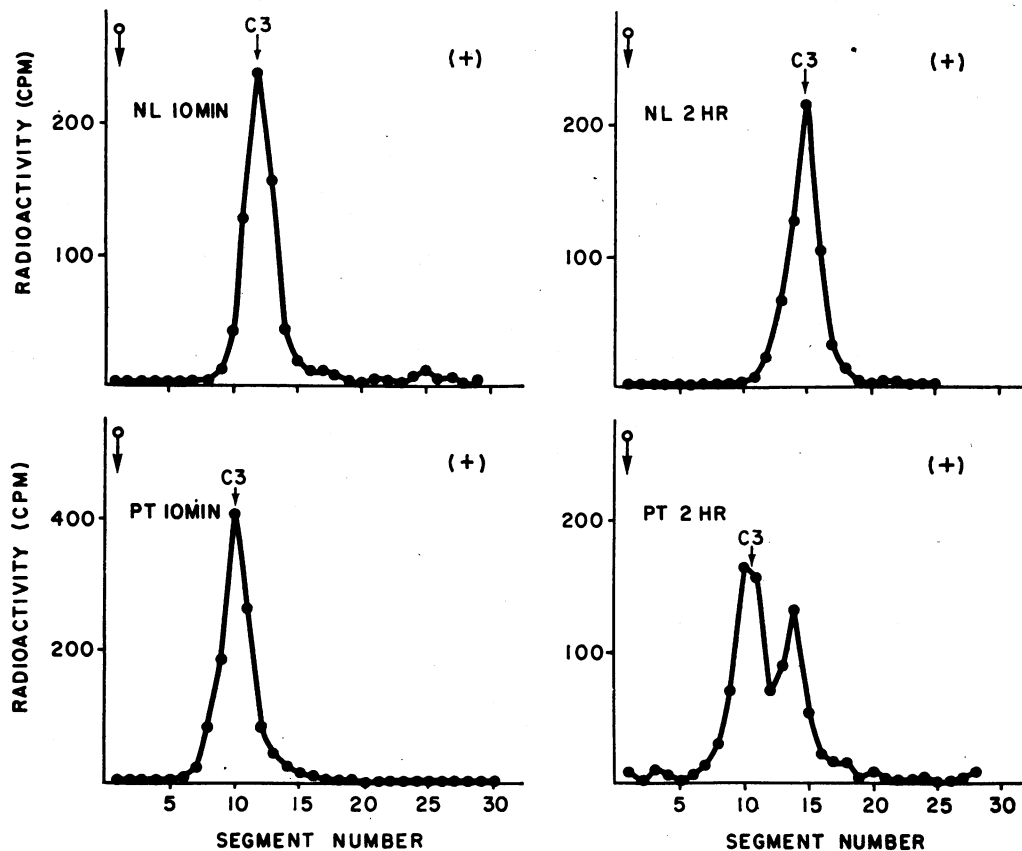 C3
(+)
NL 10MIN
RADIOACTIVITY (CPM)
200
100
C3
(+)
NL 2 HR
200
100
C3
(+)
PT 10MIN
RADIOACTIVITY (CPM)
400
200
5 10 15 20 25 30
SEGMENT NUMBER
C3
(+)
PT 2 HR
200
100
5 10 15 20 25 30
SEGMENT NUMBER